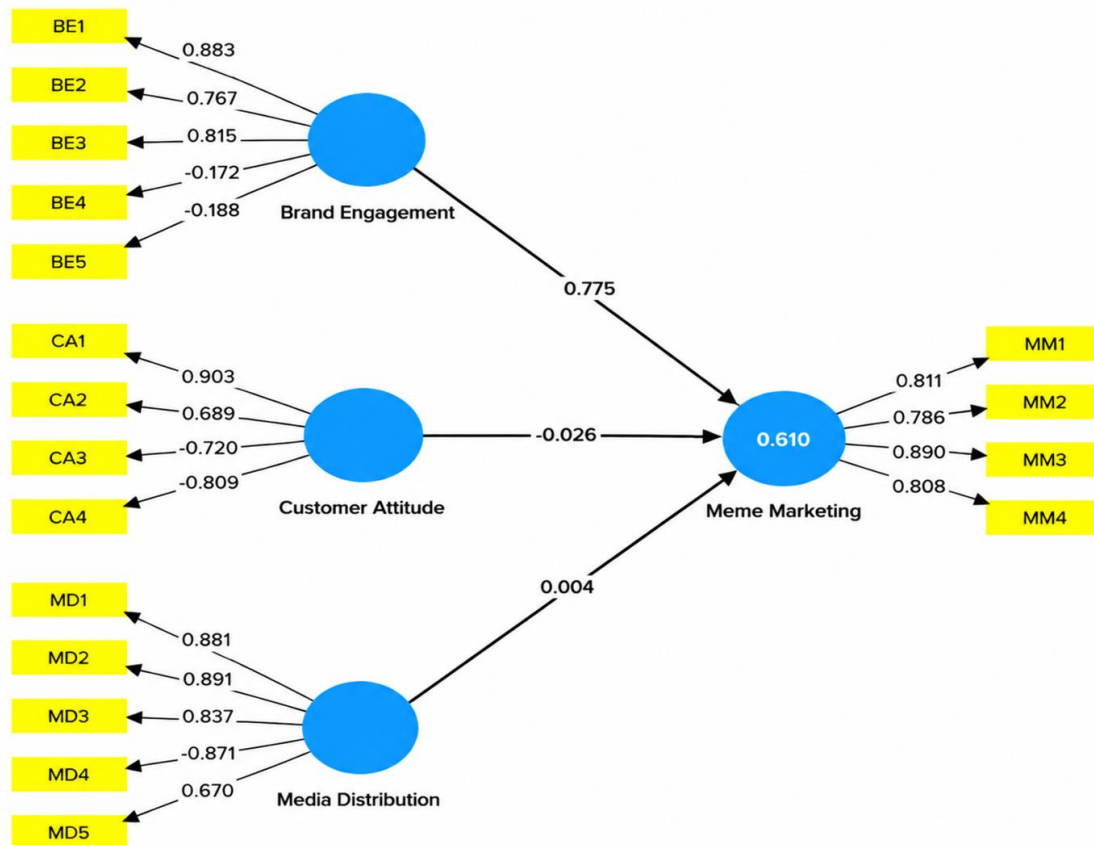 BE1
0.883
BE2
0.767
BE3
0.815
BE4
-0.172
BE5
-0.188
Brand Engagement
0.775
CA1
0.903
CA2
0.689
CA3
-0.720
CA4
-0.809
Customer Attitude
-0.026
MD1
0.881
MD2
0.891
MD3
0.837
MD4
-0.871
MD5
0.670
Media Distribution
0.004
0.610
Meme Marketing
MM1
0.811
MM2
0.786
MM3
0.890
MM4
0.808